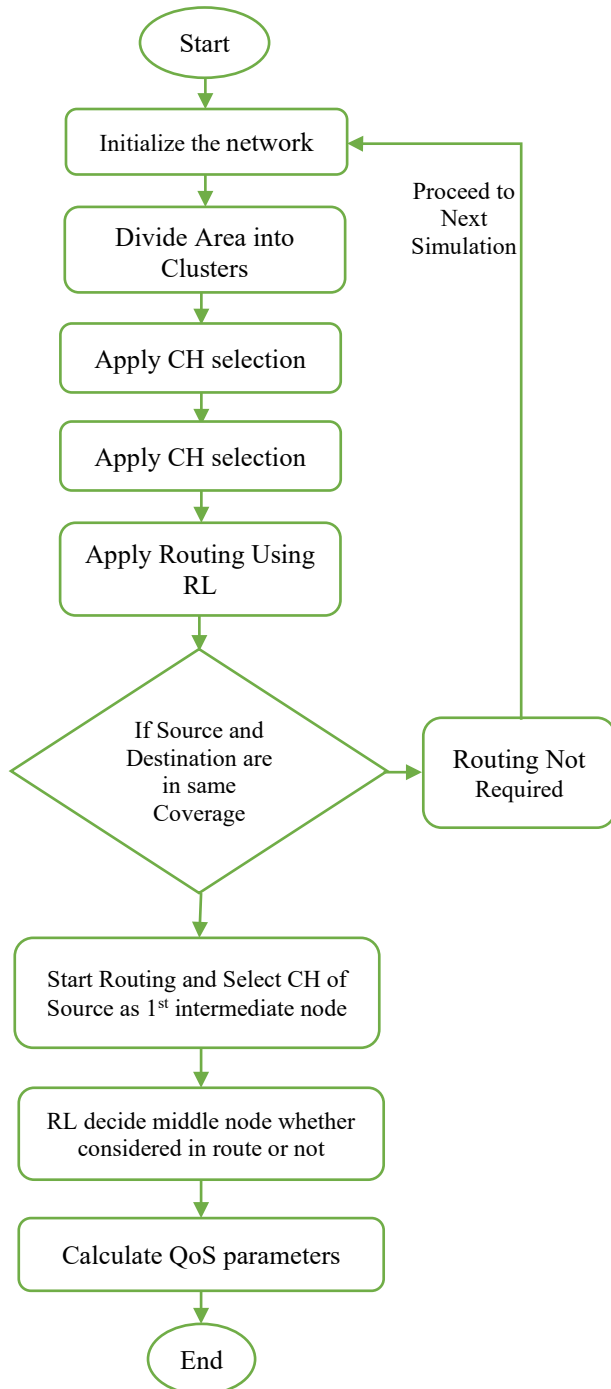 Start
Initialize the network
Proceed to
Next
Simulation
Divide Area into
Clusters
Apply CH selection
Apply CH selection
Apply Routing Using
RL
If Source and
Destination are
in same
Coverage
Routing Not
Required
Start Routing and Select CH of
Source as 1st intermediate node
RL decide middle node whether
considered in route or not
Calculate QoS parameters
End